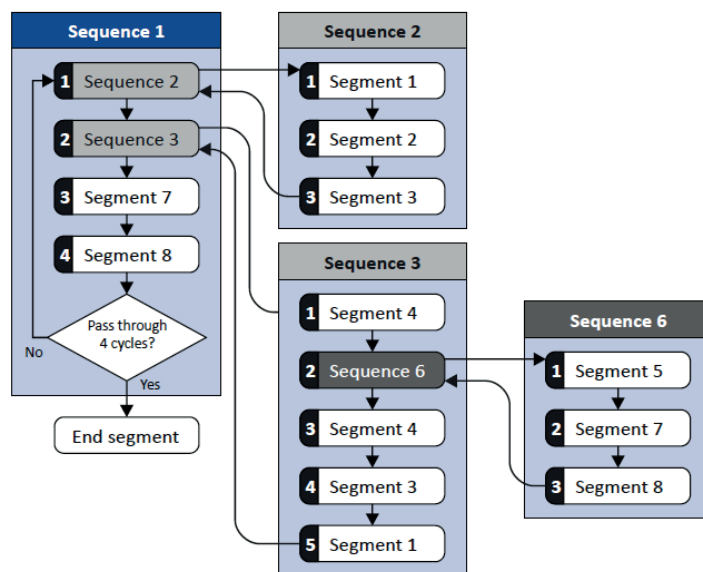 Sequence 1
1 Sequence 2
2 Sequence 3
3 Segment 7
4 Segment 8
Pass through
4 cycles?
No
Yes
End segment
Sequence 2
1 Segment 1
2 Segment 2
3 Segment 3
Sequence 3
1 Segment 4
2 Sequence 6
3 Segment 4
4 Segment 3
5 Segment 1
Sequence 6
1 Segment 5
2 Segment 7
3 Segment 8